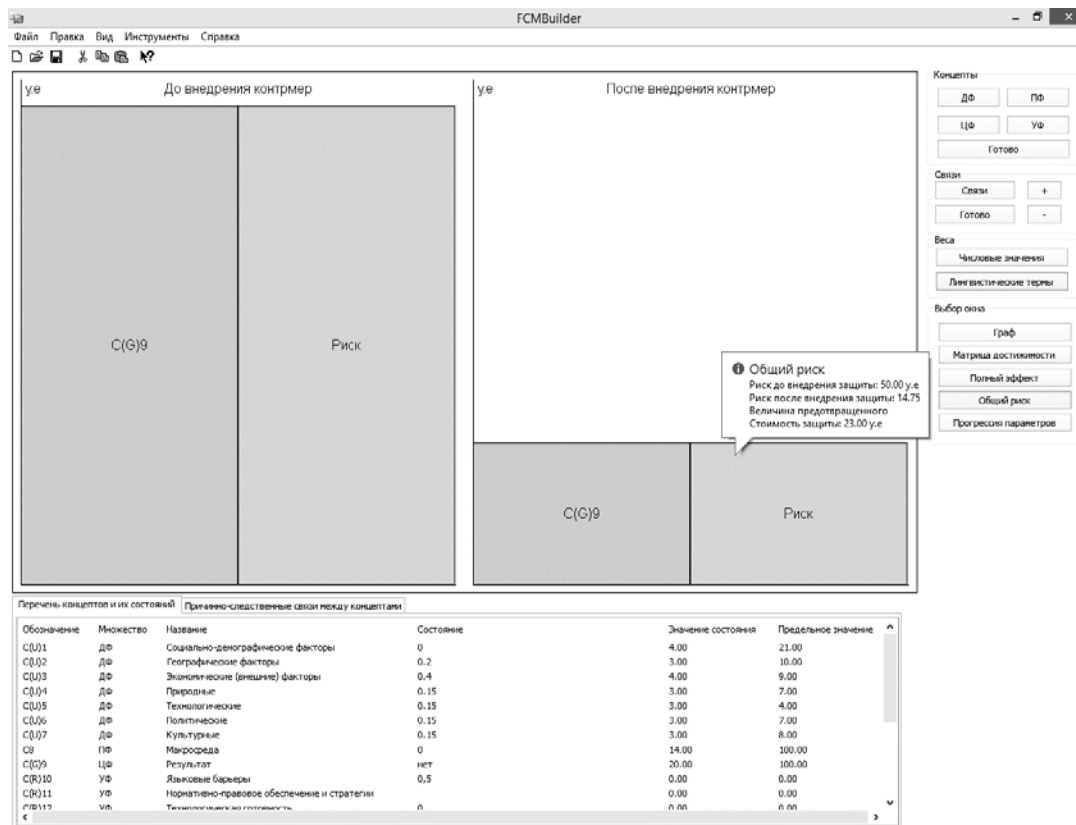 FCMBuilder
Файл Правка Вид Инструменты Справка
у.е До внедрения контрмер
у.е После внедрения контрмер
C(G)9 Риск
C(G)9 Риск
Общий риск
Риск до внедрения защиты: 50.00 у.е
Риск после внедрения защиты: 14.75
Величина предотвращенного
Стоимость защиты: 23.00 у.е
Концепты
ДФ ПФ
ЦФ УФ
Готово
Связи
Связи +
Готово -
Веса
Числовые значения
Лингвистические термы
Выбор окна
Граф
Матрица достижимости
Полный эффект
Общий риск
Прогрессия параметров
Перечень концептов и их состояний Причинно-следственные связи между концептами
Обозначение Множество Название Состояние Значение состояния Предельное значение
C(U)1 ДФ Социально-демографические факторы 0 4.00 21.00
C(U)2 ДФ Географические факторы 0.2 3.00 10.00
C(U)3 ДФ Экономические (внешние) факторы 0.4 4.00 9.00
C(U)4 ДФ Природные 0.15 3.00 7.00
C(U)5 ДФ Технологические 0.15 3.00 4.00
C(U)6 ДФ Политические 0.15 3.00 7.00
C(U)7 ДФ Культурные 0.15 3.00 8.00
C8 ПФ Макросреда 0 14.00 100.00
C(G)9 ЦФ Результат нет 20.00 100.00
C(R)10 УФ Языковые барьеры 0,5 0.00 0.00
C(R)11 УФ Нормативно-правовое обеспечение и стратегии 0.00 0.00
C(R)12 УФ Технологическая готовность 0 0.00 0.00